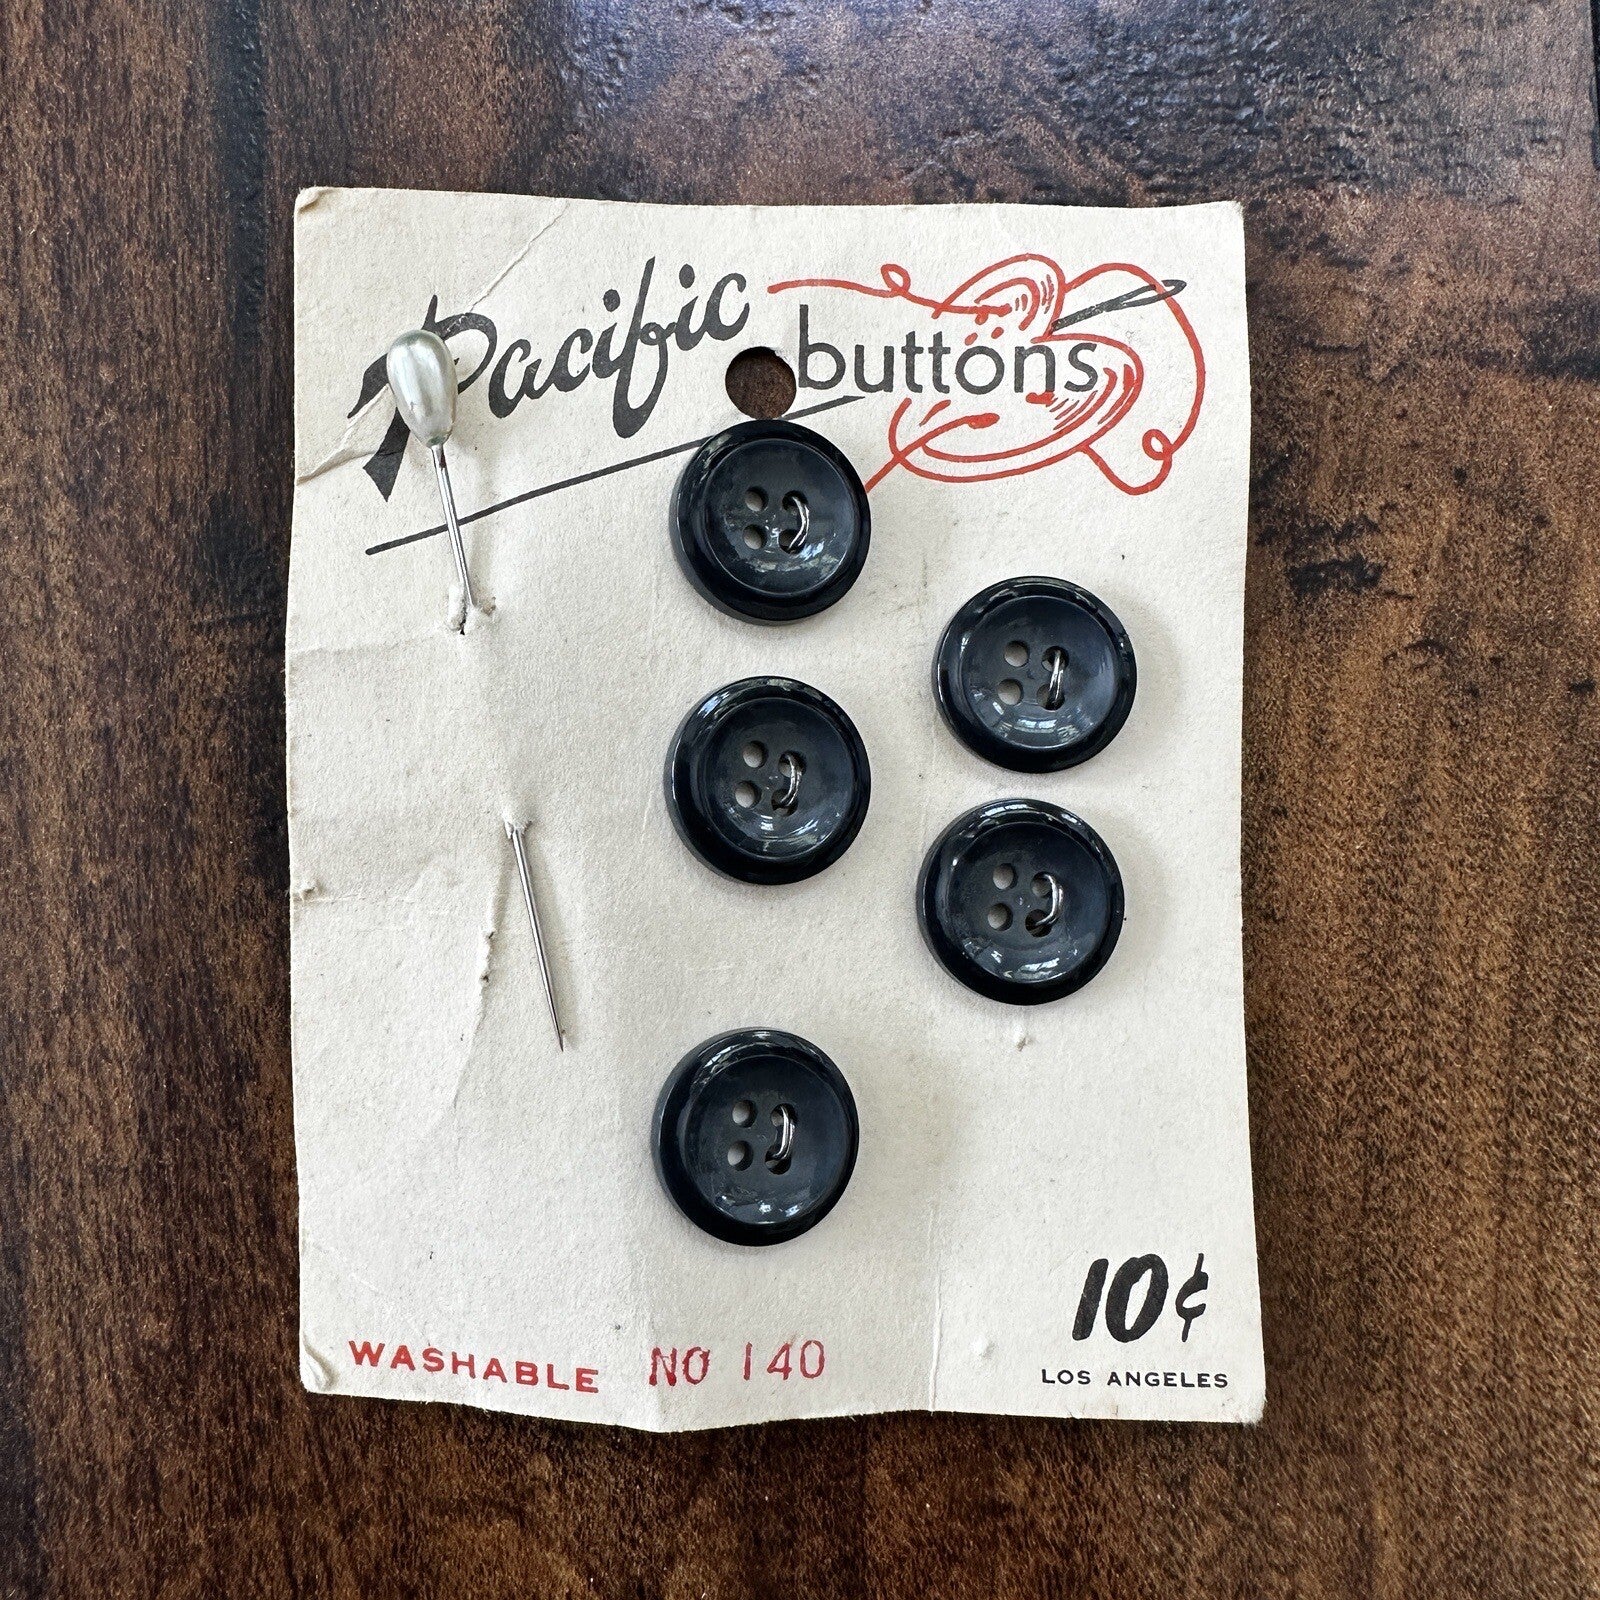 Pacific buttons
10¢
WASHABLE NO 140
LOS ANGELES